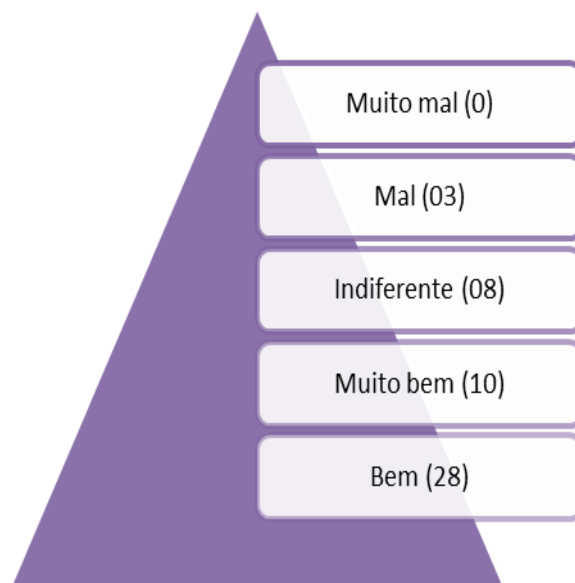 Muito mal (0)
Mal (03)
Indiferente (08)
Muito bem (10)
Bem (28)